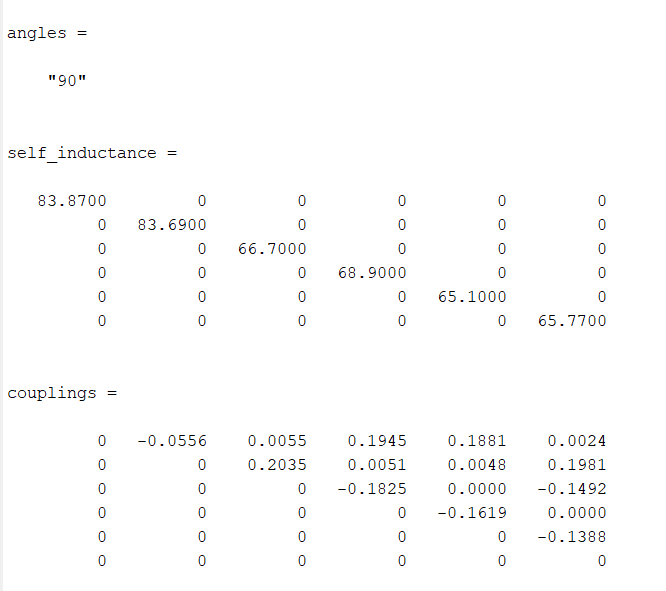 angles =
"90"
self_inductance =
83.8700 0 0 0 0 0
0 83.6900 0 0 0 0
0 0 66.7000 0 0 0
0 0 0 68.9000 0 0
0 0 0 0 65.1000 0
0 0 0 0 0 65.7700
couplings =
0 -0.0556 0.0055 0.1945 0.1881 0.0024
0 0 0.2035 0.0051 0.0048 0.1981
0 0 0 -0.1825 0.0000 -0.1492
0 0 0 0 -0.1619 0.0000
0 0 0 0 0 -0.1388
0 0 0 0 0 0